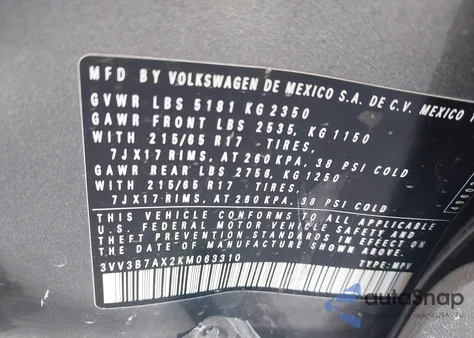 MFD BY VOLKSWAGEN DE MEXICO S.A. DE C.V. MEXICO
GVWR LBS 5181 KG 2350
GAWR FRONT LBS 2535, KG 1150
WITH 215/65 R17 TIRES,
7JX17 RIMS, AT 260 KPA, 38 PSI COLD
GAWR REAR LBS 2756, KG 1250
WITH 215/65 R17 TIRES,
7JX17 RIMS, AT 260 KPA, 38 PSI COLD
THIS VEHICLE CONFORMS TO ALL APPLICABLE
U.S. FEDERAL MOTOR VEHICLE SAFETY
THEFT PREVENTION STANDARDS IN EFFECT
THE DATE OF MANUFACTURE SHOWN ABOVE.
3VV3B7AX2KM063310 TYPE: MPV
autoSnap